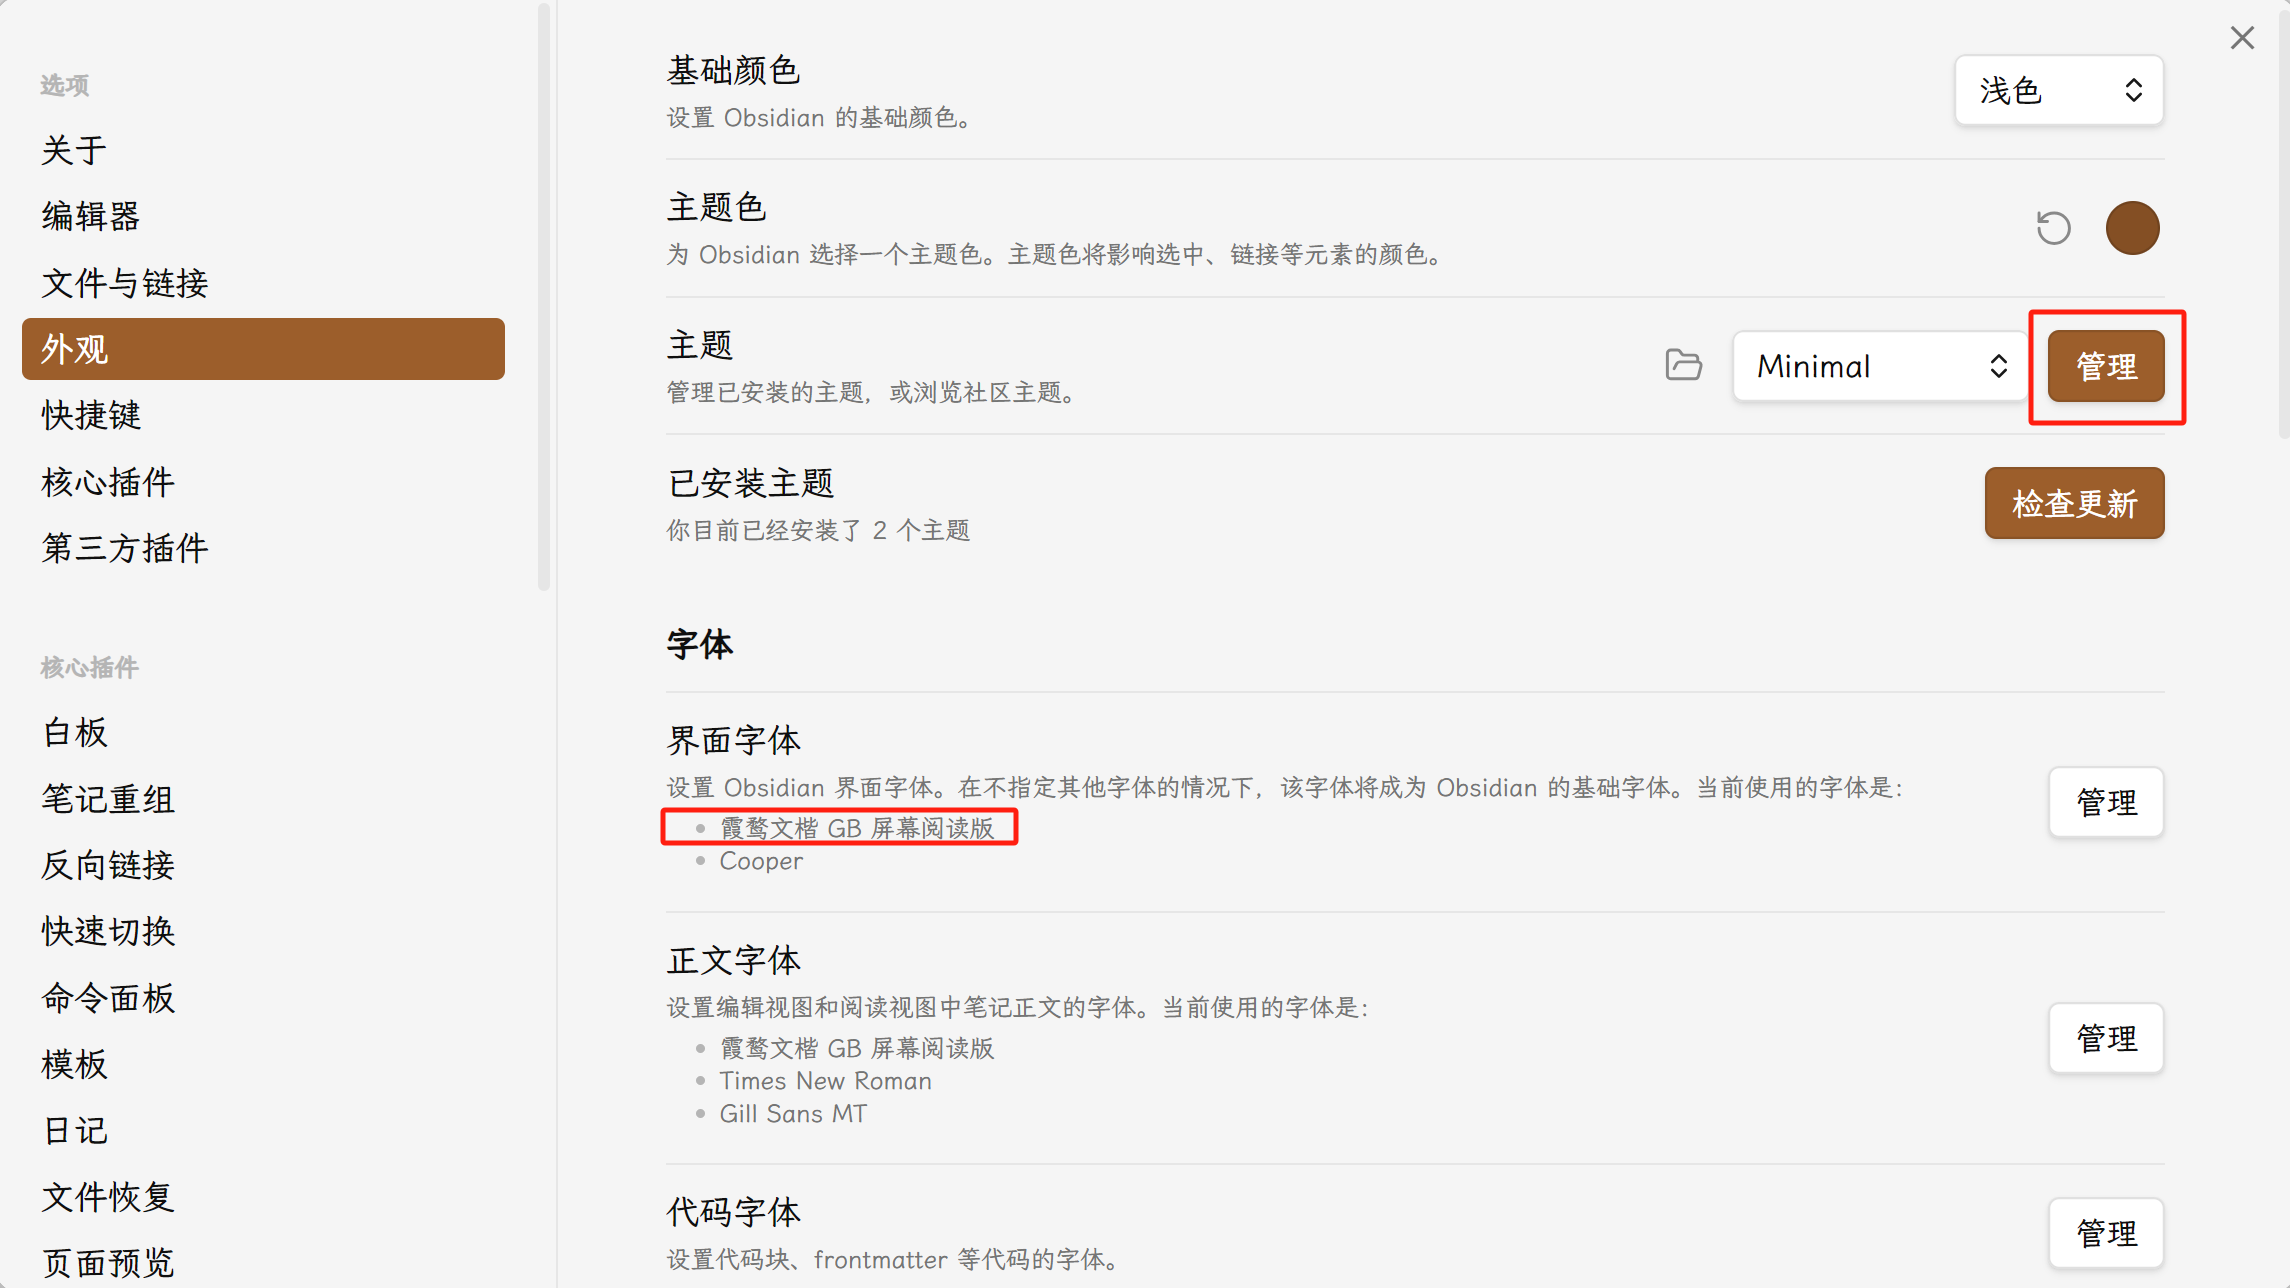 选项
关于
编辑器
文件与链接
外观
快捷键
核心插件
第三方插件
核心插件
白板
笔记重组
反向链接
快速切换
命令面板
模板
日记
文件恢复
页面预览
基础颜色
设置 Obsidian 的基础颜色。
浅色
主题色
为 Obsidian 选择一个主题色。主题色将影响选中、链接等元素的颜色。
主题
管理已安装的主题，或浏览社区主题。
Minimal
管理
已安装主题
你目前已经安装了 2 个主题
检查更新
字体
界面字体
设置 Obsidian 界面字体。在不指定其他字体的情况下，该字体将成为 Obsidian 的基础字体。当前使用的字体是：
霞鹜文楷 GB 屏幕阅读版
Cooper
管理
正文字体
设置编辑视图和阅读视图中笔记正文的字体。当前使用的字体是：
霞鹜文楷 GB 屏幕阅读版
Times New Roman
Gill Sans MT
管理
代码字体
设置代码块、frontmatter 等代码的字体。
管理